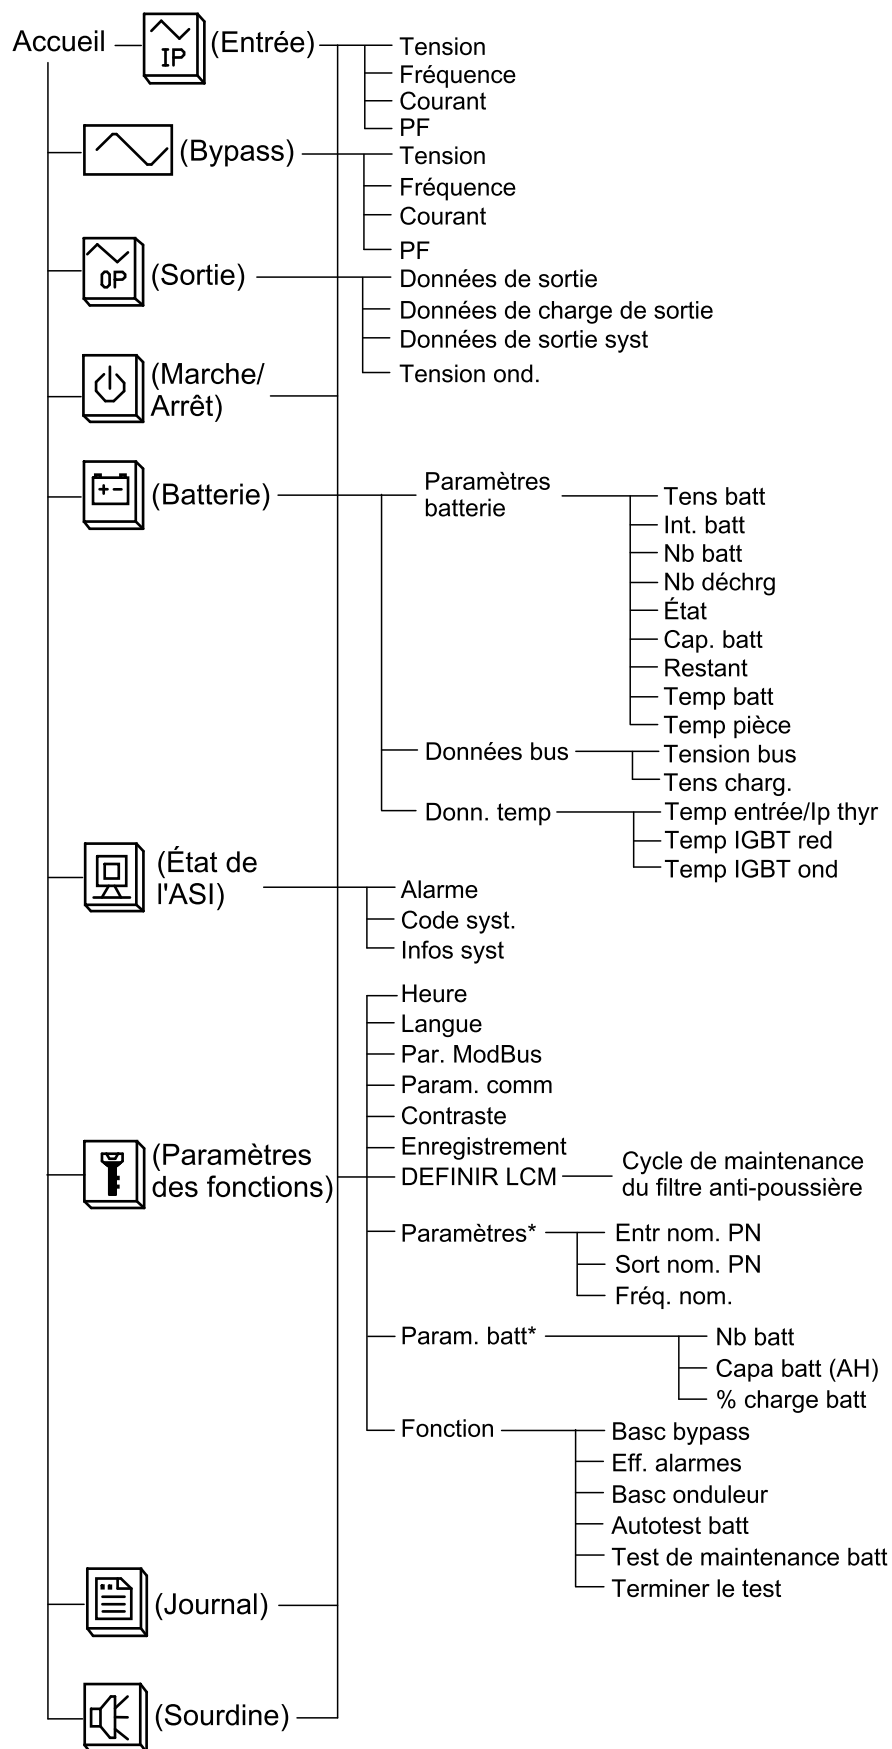 Accueil
IP
(Entrée)
Tension
Fréquence
Courant
PF
(Bypass)
Tension
Fréquence
Courant
PF
OP
(Sortie)
Données de sortie
Données de charge de sortie
Données de sortie syst
Tension ond.
(Marche/
Arrêt)
(Batterie)
Paramètres
batterie
Tens batt
Int. batt
Nb batt
Nb déchrg
État
Cap. batt
Restant
Temp batt
Temp pièce
Données bus
Tension bus
Tens charg.
Donn. temp
Temp entrée/Ip thyr
Temp IGBT red
Temp IGBT ond
(État de
l'ASI)
Alarme
Code syst.
Infos syst
(Paramètres
des fonctions)
Heure
Langue
Par. ModBus
Param. comm
Contraste
Enregistrement
DEFINIR LCM
Cycle de maintenance
du filtre anti-poussière
Paramètres*
Entr nom. PN
Sort nom. PN
Fréq. nom.
Param. batt*
Nb batt
Capa batt (AH)
% charge batt
Fonction
Basc bypass
Eff. alarmes
Basc onduleur
Autotest batt
Test de maintenance batt
Terminer le test
(Journal)
(Sourdine)